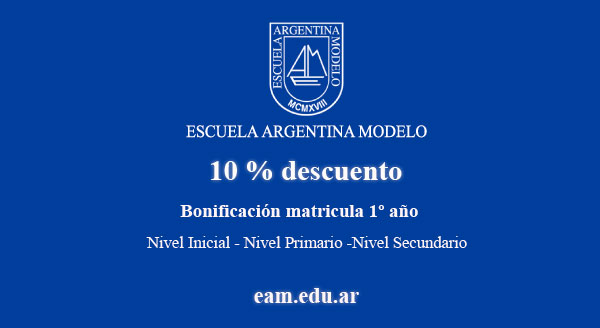 ESCUELA ARGENTINA MODELO
MCMXVIII
ESCUELA ARGENTINA MODELO
10 % descuento
Bonificación matricula 1º año
Nivel Inicial - Nivel Primario -Nivel Secundario
eam.edu.ar